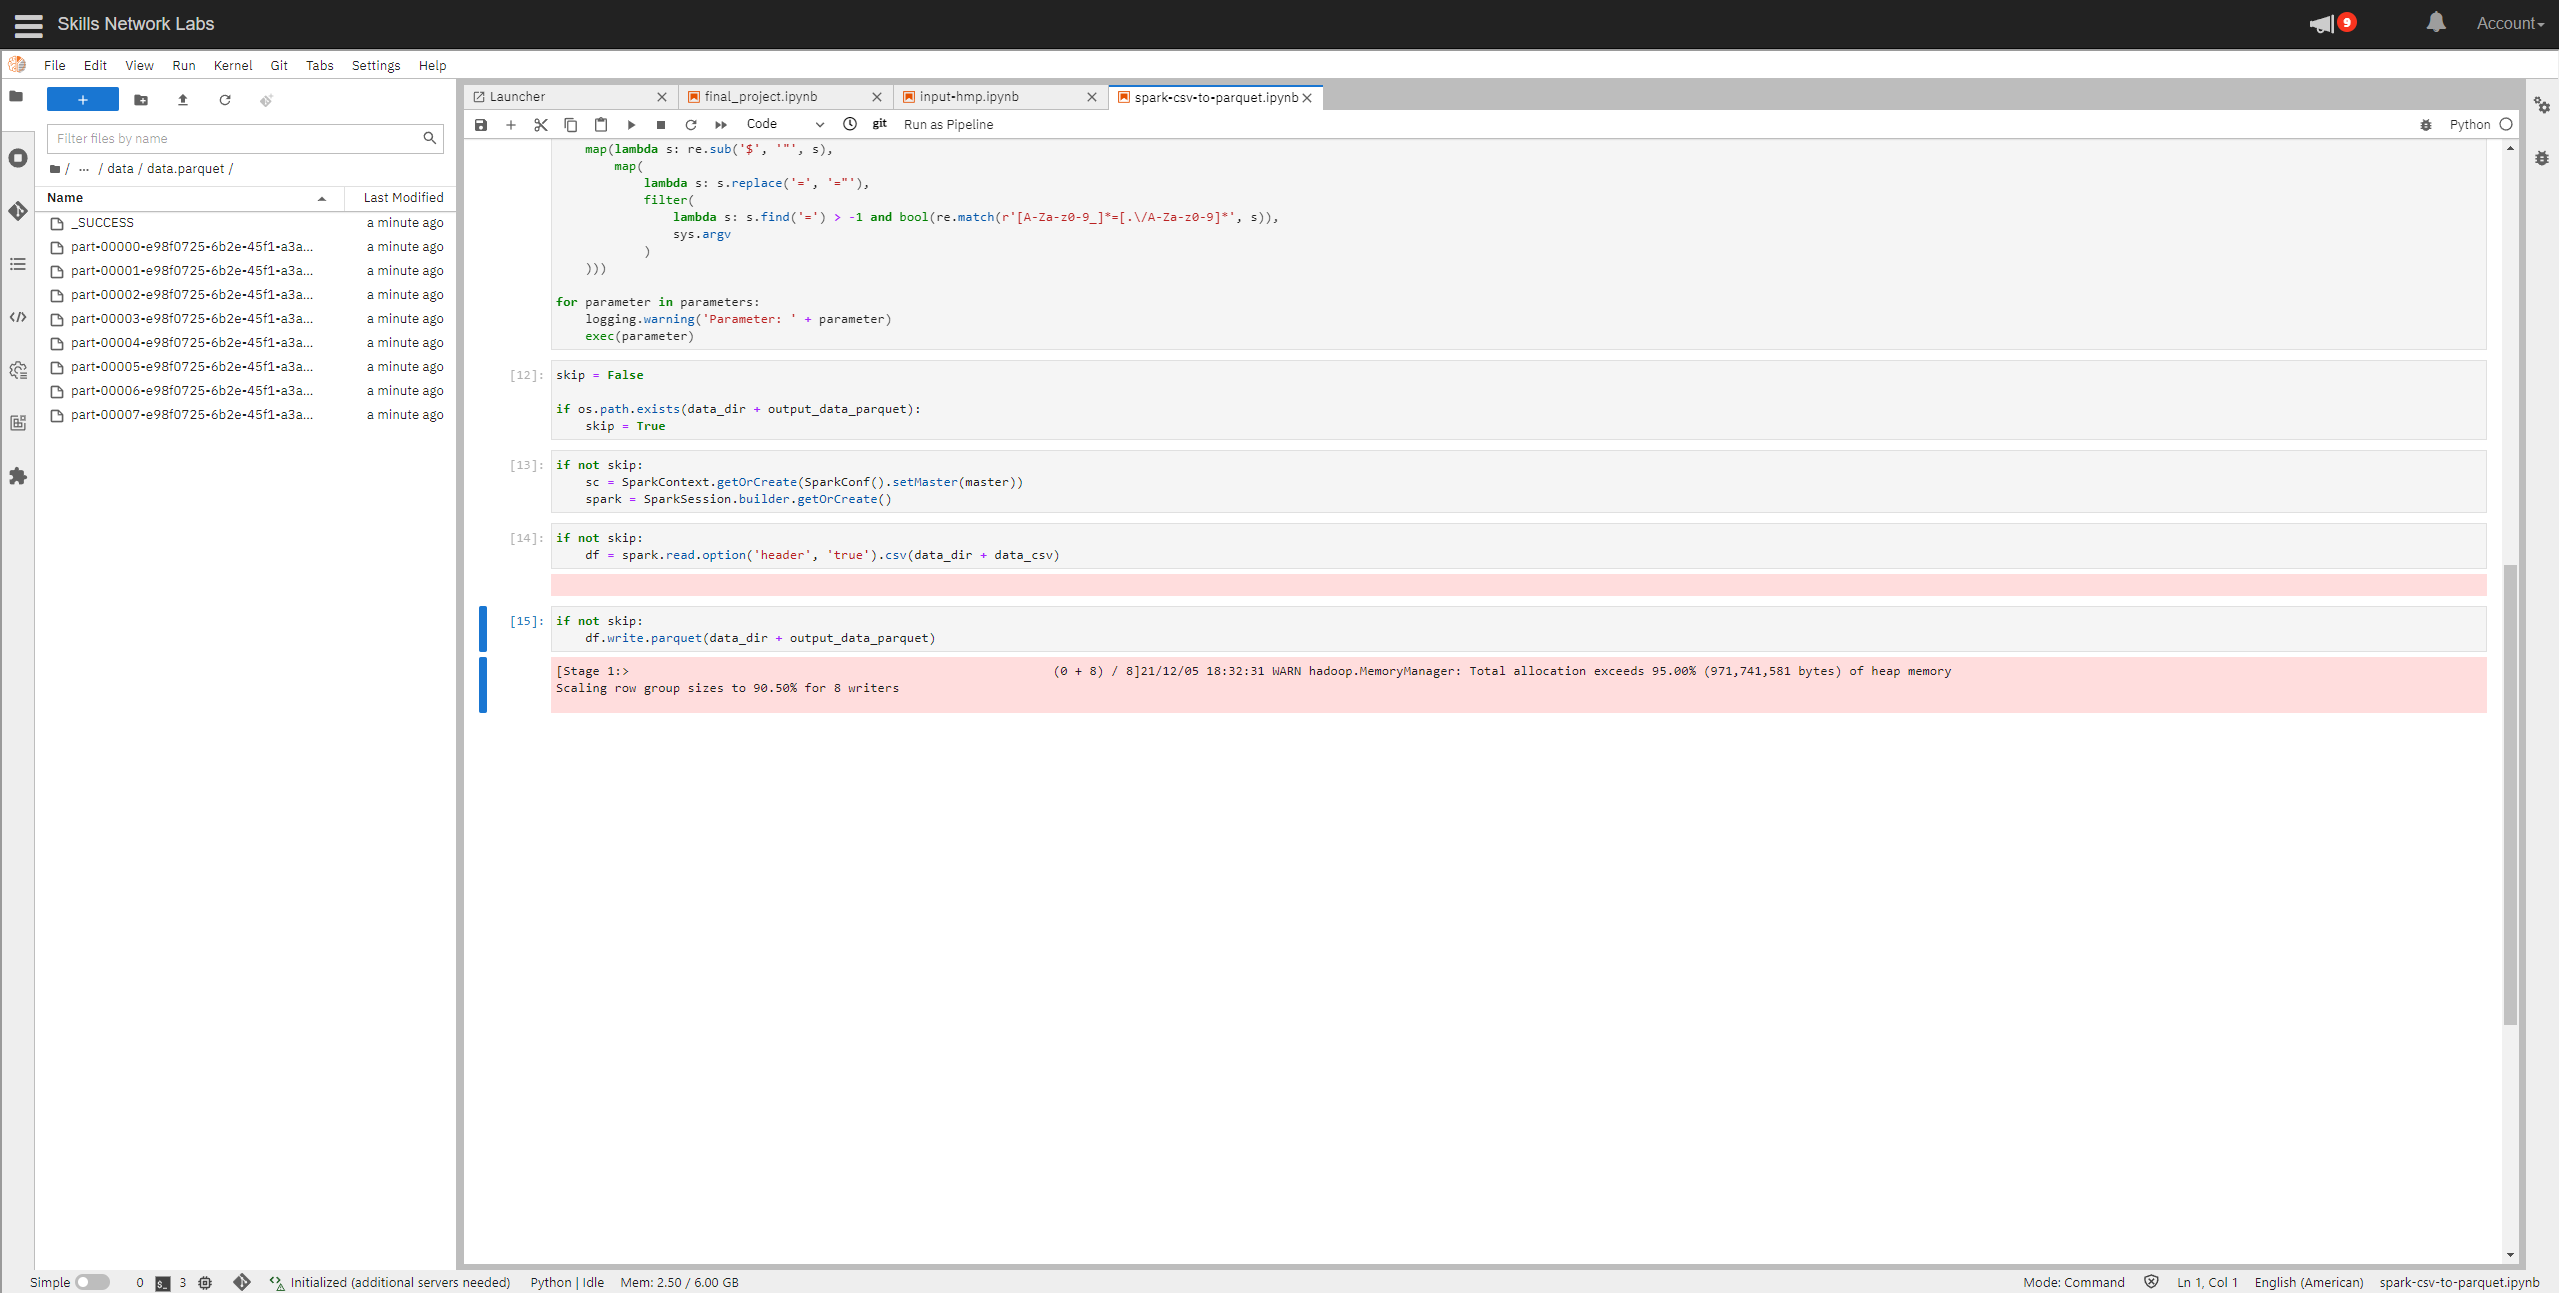 Skills Network Labs
9
Account
File Edit View Run Kernel Git Tabs Settings Help
+
Filter files by name
/ ... / data / data.parquet /
Name Last Modified
_SUCCESS a minute ago
part-00000-e98f0725-6b2e-45f1-a3a... a minute ago
part-00001-e98f0725-6b2e-45f1-a3a... a minute ago
part-00002-e98f0725-6b2e-45f1-a3a... a minute ago
part-00003-e98f0725-6b2e-45f1-a3a... a minute ago
part-00004-e98f0725-6b2e-45f1-a3a... a minute ago
part-00005-e98f0725-6b2e-45f1-a3a... a minute ago
part-00006-e98f0725-6b2e-45f1-a3a... a minute ago
part-00007-e98f0725-6b2e-45f1-a3a... a minute ago
Launcher final_project.ipynb input-hmp.ipynb spark-csv-to-parquet.ipynb
Code git Run as Pipeline Python
map(lambda s: re.sub('$', '"', s),
map(
lambda s: s.replace('=', '="'),
filter(
lambda s: s.find('=') > -1 and bool(re.match(r'[A-Za-z0-9_]*=[.\/A-Za-z0-9]*', s)),
sys.argv
)
)))
for parameter in parameters:
logging.warning('Parameter: ' + parameter)
exec(parameter)
[12]: skip = False
if os.path.exists(data_dir + output_data_parquet):
skip = True
[13]: if not skip:
sc = SparkContext.getOrCreate(SparkConf().setMaster(master))
spark = SparkSession.builder.getOrCreate()
[14]: if not skip:
df = spark.read.option('header', 'true').csv(data_dir + data_csv)
[15]: if not skip:
df.write.parquet(data_dir + output_data_parquet)
[Stage 1:> (0 + 8) / 8]21/12/05 18:32:31 WARN hadoop.MemoryManager: Total allocation exceeds 95.00% (971,741,581 bytes) of heap memory
Scaling row group sizes to 90.50% for 8 writers
Simple 0 3 Initialized (additional servers needed) Python | Idle Mem: 2.50 / 6.00 GB Mode: Command Ln 1, Col 1 English (American) spark-csv-to-parquet.ipynb